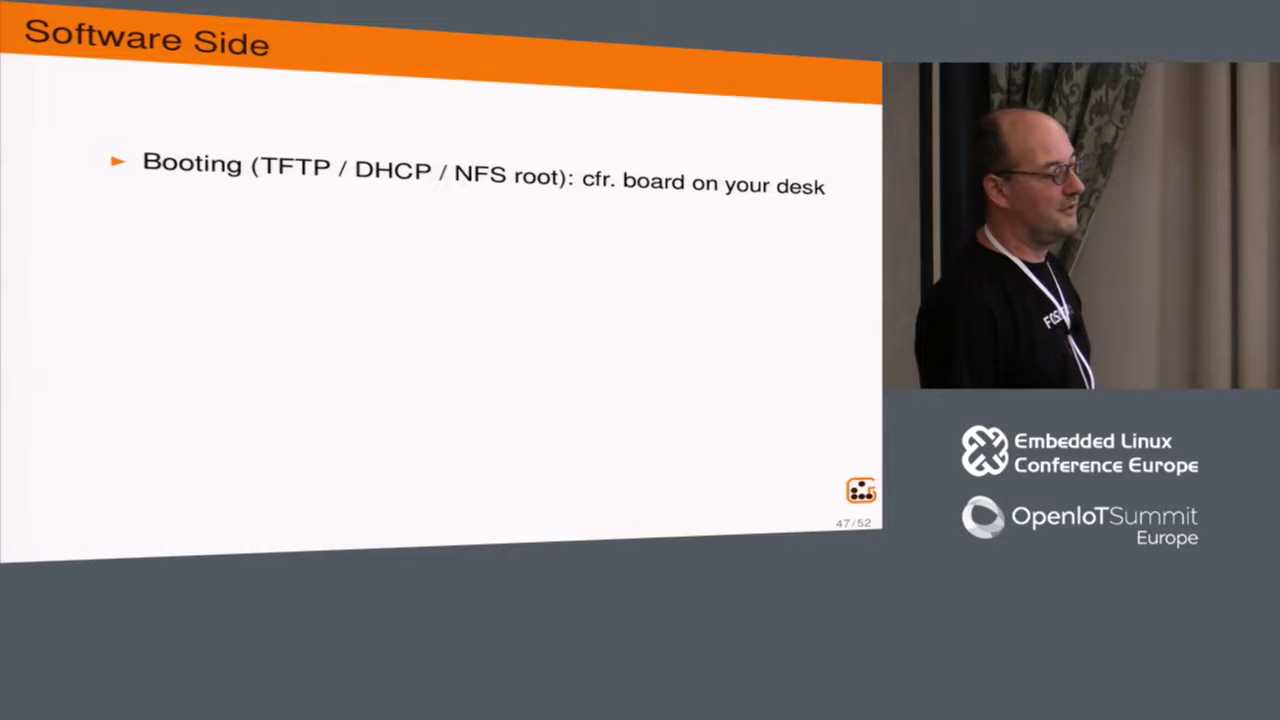 Software Side
► Booting (TFTP / DHCP / NFS root): cfr. board on your desk
47/52
Embedded Linux
Conference Europe
OpenIoTSummit
Europe